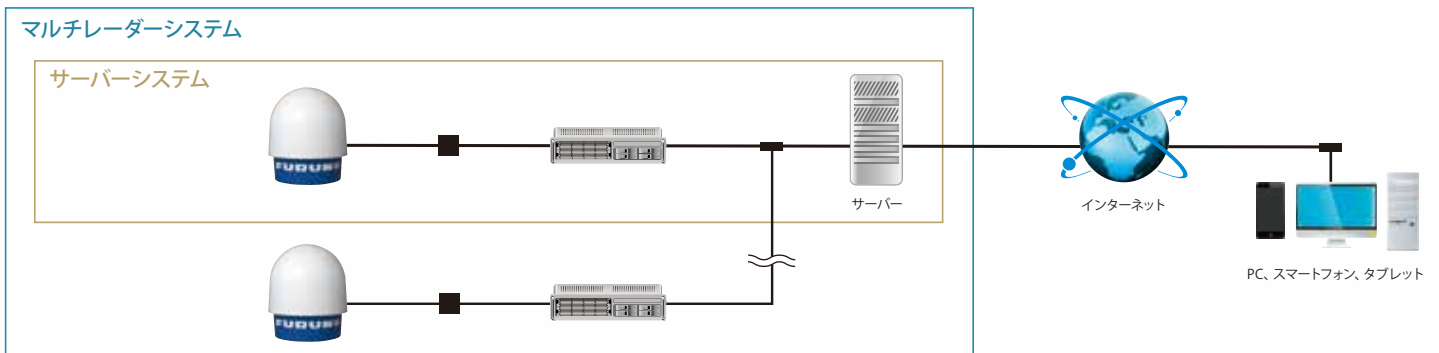 マルチレーダーシステム
サーバーシステム
FURUNO
サーバー
インターネット
PC、スマートフォン、タブレット
FURUNO